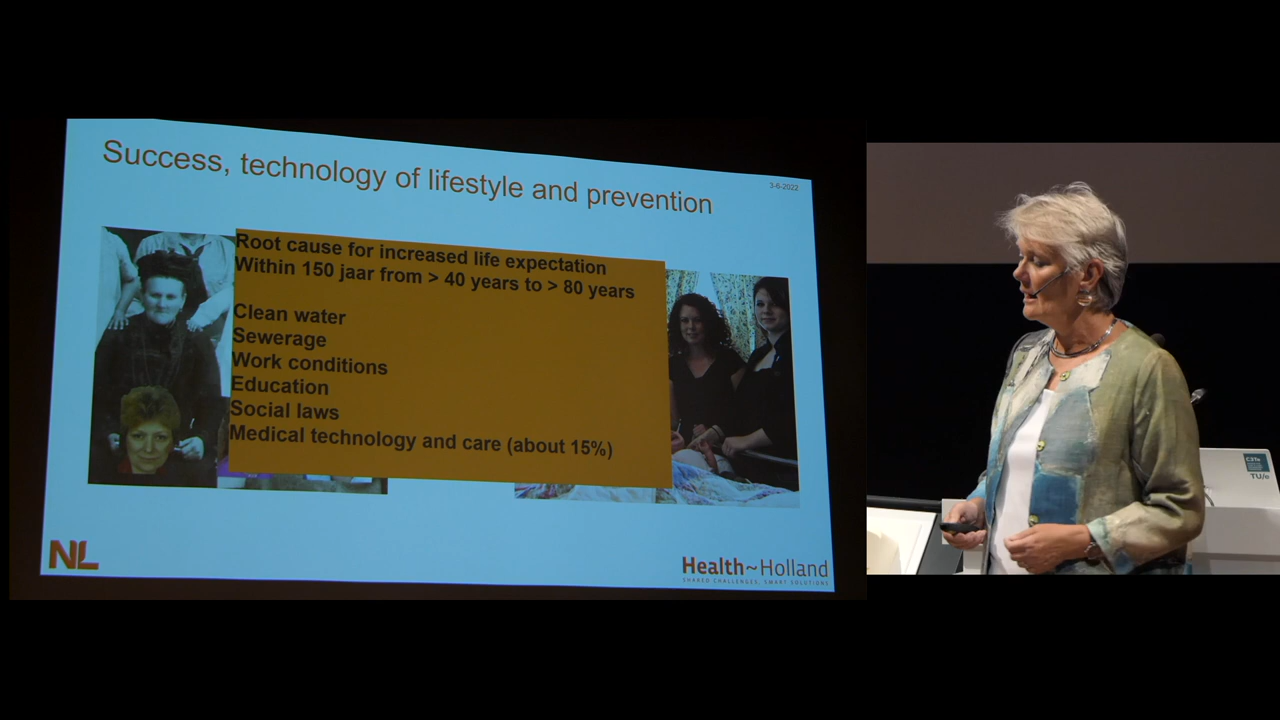 Success, technology of lifestyle and prevention
3-6-2022
Root cause for increased life expectation
Within 150 jaar from > 40 years to > 80 years
Clean water
Sewerage
Work conditions
Education
Social laws
Medical technology and care (about 15%)
NL
Health~Holland
SHARED CHALLENGES, SMART SOLUTIONS
TU/e